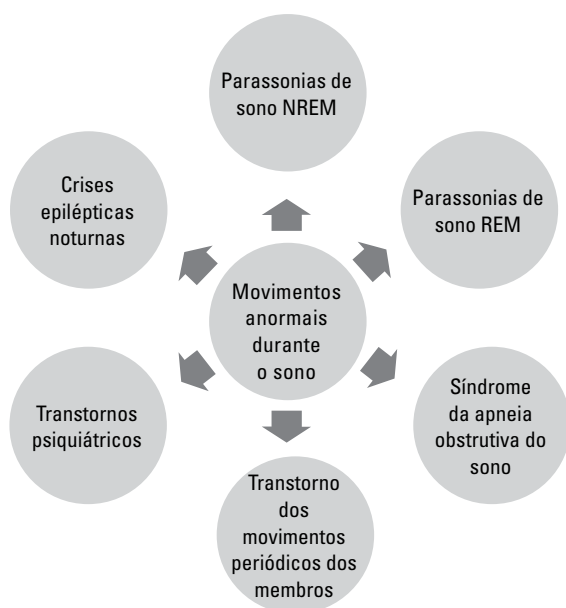 Parassonias de
sono NREM
Crises
epilépticas
noturnas
Parassonias de
sono REM
Movimentos
anormais
durante
o sono
Transtornos
psiquiátricos
Síndrome
da apneia
obstrutiva do
sono
Transtorno
dos
movimentos
periódicos dos
membros